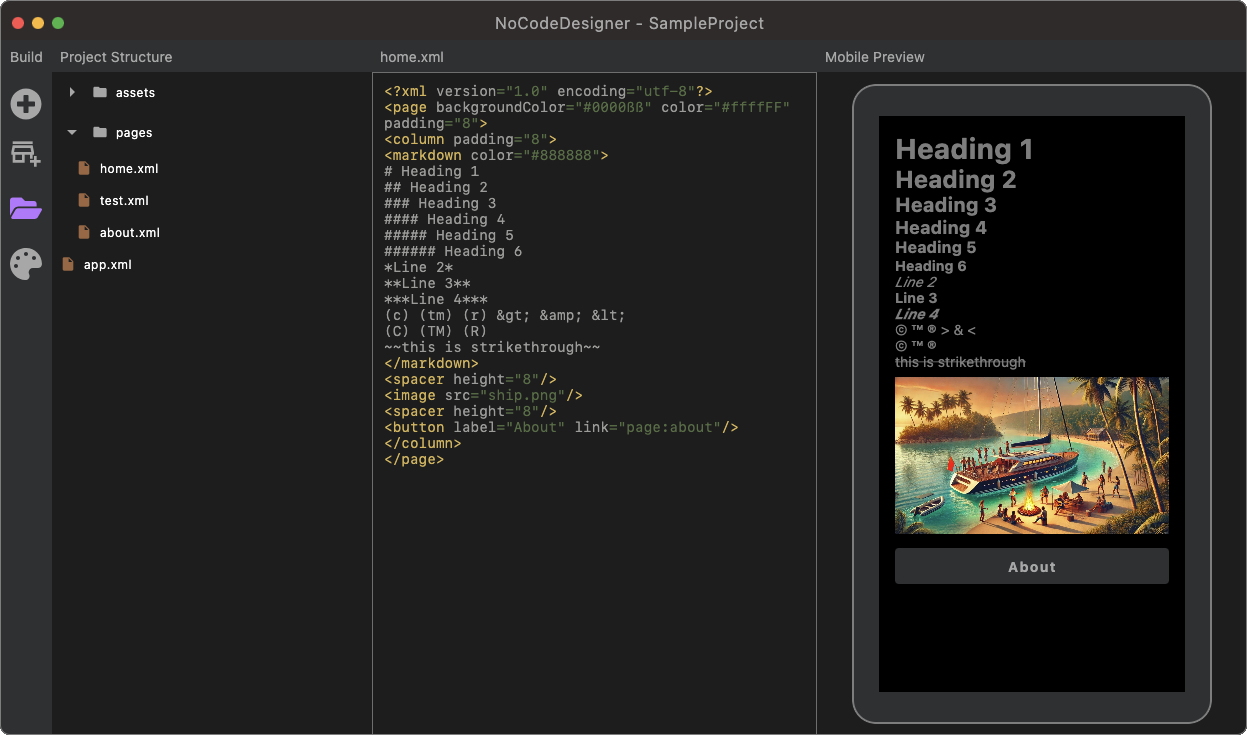 NoCodeDesigner - SampleProject
Build
Project Structure
home.xml
Mobile Preview
assets
pages
home.xml
test.xml
about.xml
app.xml
<?xml version="1.0" encoding="utf-8"?>
<page backgroundColor="#0000ßß" color="#ffffFF"
padding="8">
<column padding="8">
<markdown color="#888888">
# Heading 1
## Heading 2
### Heading 3
#### Heading 4
##### Heading 5
###### Heading 6
*Line 2*
**Line 3**
***Line 4***
(c) (tm) (r) &gt; &amp; &lt;
(C) (TM) (R)
~~this is strikethrough~~
</markdown>
<spacer height="8"/>
<image src="ship.png"/>
<spacer height="8"/>
<button label="About" link="page:about"/>
</column>
</page>
Heading 1
Heading 2
Heading 3
Heading 4
Heading 5
Heading 6
Line 2
Line 3
Line 4
© ™ ® > & <
© ™ ®
this is strikethrough
About